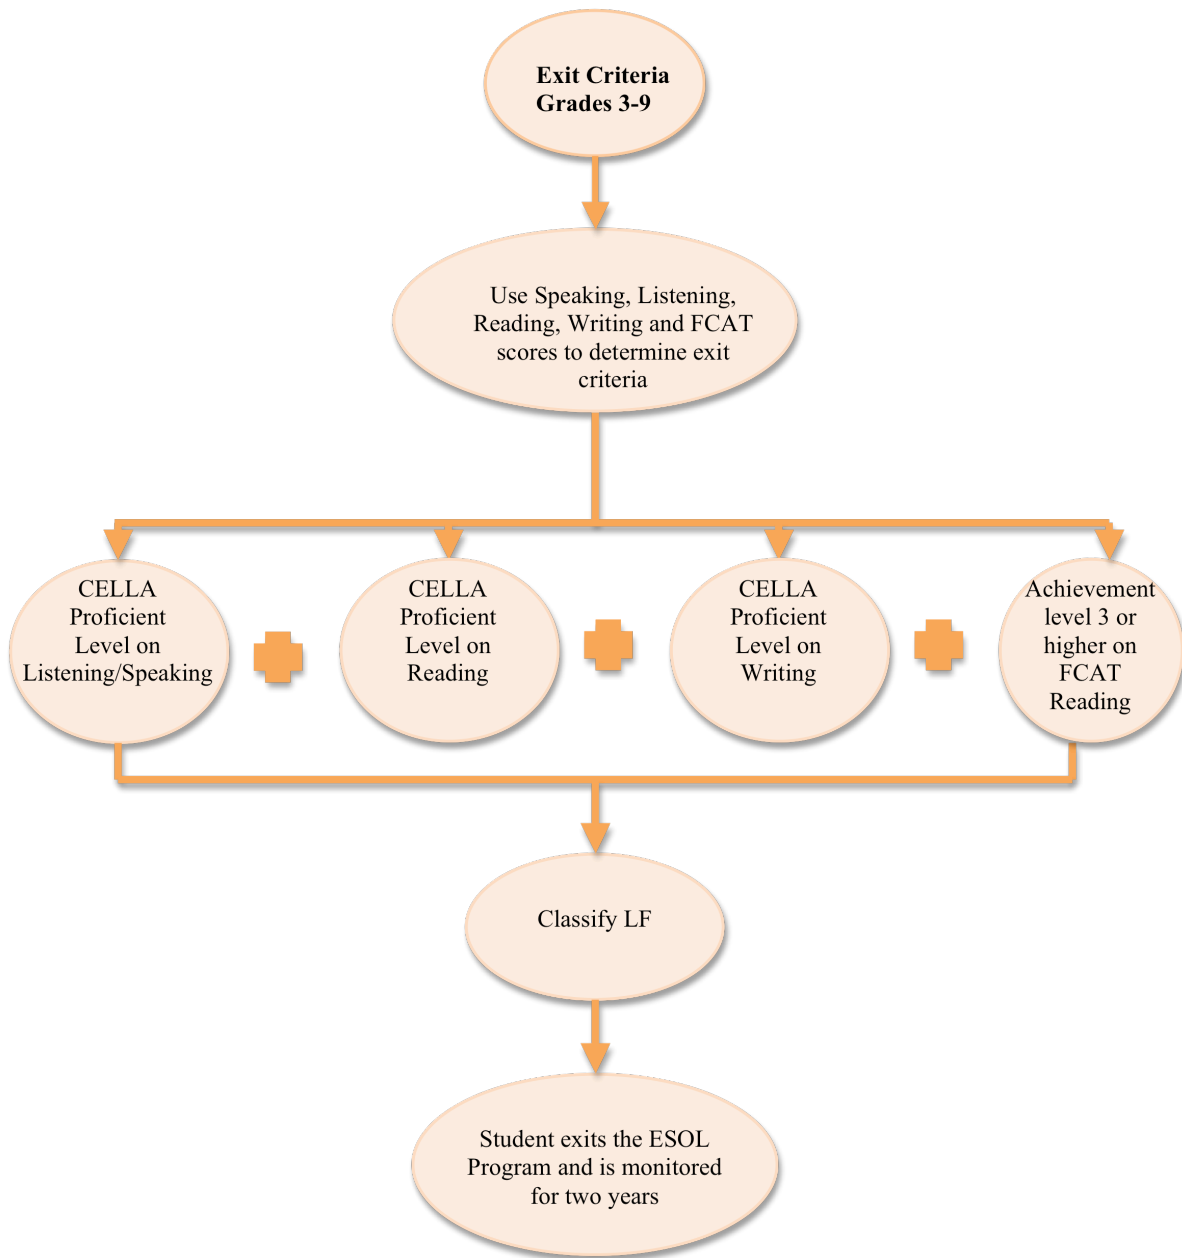 Exit Criteria
Grades 3-9
Use Speaking, Listening,
Reading, Writing and FCAT
scores to determine exit
criteria
CELLA
Proficient
Level on
Listening/Speaking
CELLA
Proficient
Level on
Reading
CELLA
Proficient
Level on
Writing
Achievement
level 3 or
higher on
FCAT
Reading
Classify LF
Student exits the ESOL
Program and is monitored
for two years